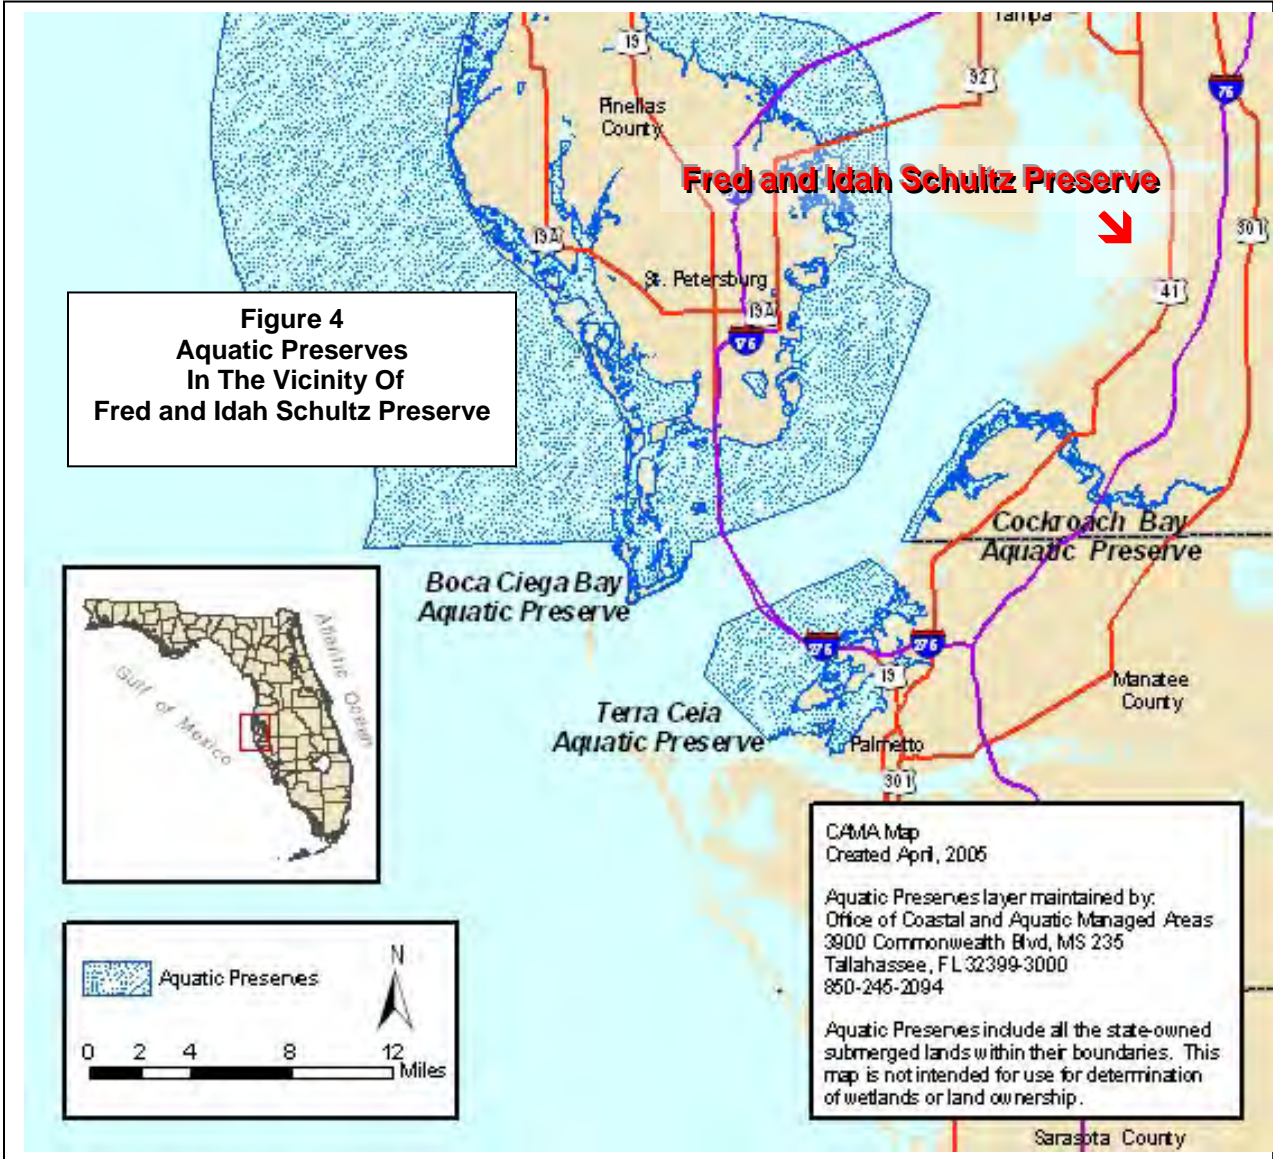 Tampa
19
92
76
Pinellas
County
Fred and Idah Schultz Preserve
301
19A
41
St. Petersburg
19A
Figure 4
Aquatic Preserves
In The Vicinity Of
Fred and Idah Schultz Preserve
Cockroach Bay
Aquatic Preserve
Boca Ciega Bay
Aquatic Preserve
Atlantic Ocean
Gulf of Mexico
276
276
19
Manatee
County
Terra Ceia
Aquatic Preserve
Palmetto
301
CAMA Map
Created April, 2005
Aquatic Preserves layer maintained by:
Office of Coastal and Aquatic Managed Areas
3900 Commonwealth Blvd, MS 235
Tallahassee, FL 32399-3000
850-245-2094
Aquatic Preserves include all the state-owned
submerged lands within their boundaries. This
map is not intended for use for determination
of wetlands or land ownership.
N
Aquatic Preserves
0 2 4 8 12
Miles
Sarasota County